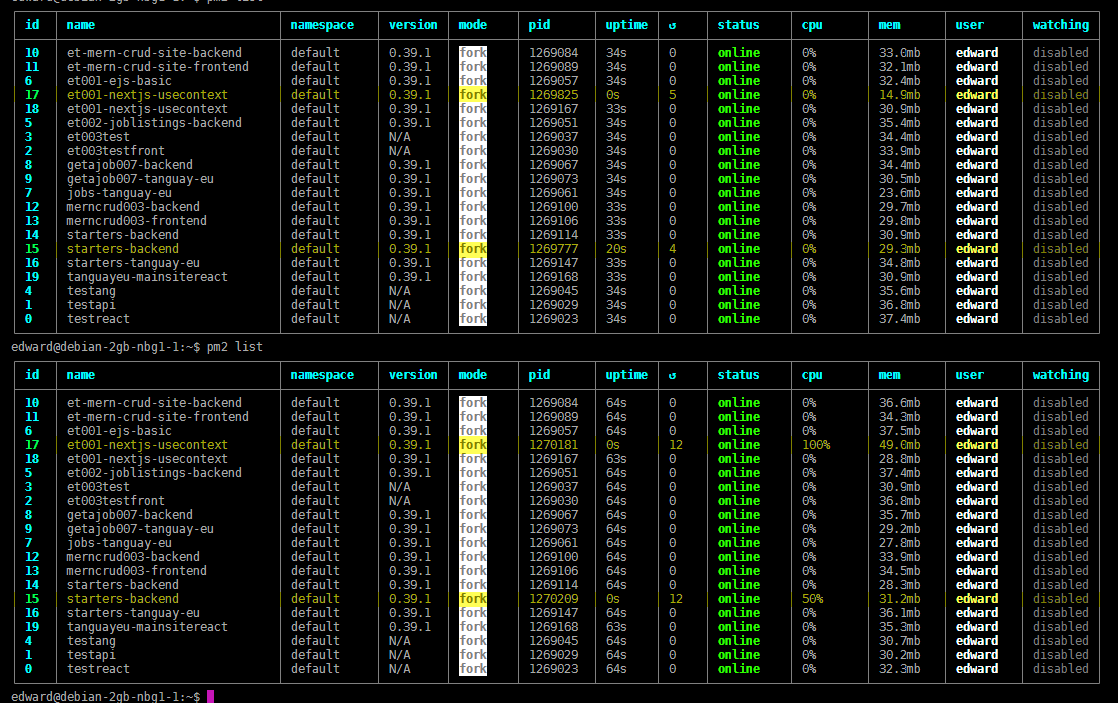 edward@debian-2gb-nbg1-1:~$ pm2 list
id name namespace version mode pid uptime ↺ status cpu mem user watching
10 et-mern-crud-site-backend default 0.39.1 fork 1269084 34s 0 online 0% 33.0mb edward disabled
11 et-mern-crud-site-frontend default 0.39.1 fork 1269089 34s 0 online 0% 32.1mb edward disabled
6 et001-ejs-basic default 0.39.1 fork 1269057 34s 0 online 0% 32.4mb edward disabled
17 et001-nextjs-usecontext default 0.39.1 fork 1269825 0s 5 online 0% 14.9mb edward disabled
18 et001-nextjs-usecontext default 0.39.1 fork 1269167 33s 0 online 0% 30.9mb edward disabled
5 et002-joblistings-backend default 0.39.1 fork 1269051 34s 0 online 0% 35.4mb edward disabled
3 et003test default N/A fork 1269037 34s 0 online 0% 34.4mb edward disabled
2 et003testfront default N/A fork 1269030 34s 0 online 0% 33.9mb edward disabled
8 getajob007-backend default 0.39.1 fork 1269067 34s 0 online 0% 34.4mb edward disabled
9 getajob007-tanguay-eu default 0.39.1 fork 1269073 34s 0 online 0% 30.5mb edward disabled
7 jobs-tanguay-eu default 0.39.1 fork 1269061 34s 0 online 0% 23.6mb edward disabled
12 merncrud003-backend default 0.39.1 fork 1269100 33s 0 online 0% 29.7mb edward disabled
13 merncrud003-frontend default 0.39.1 fork 1269106 33s 0 online 0% 29.8mb edward disabled
14 starters-backend default 0.39.1 fork 1269114 33s 0 online 0% 30.9mb edward disabled
15 starters-backend default 0.39.1 fork 1269777 20s 4 online 0% 29.3mb edward disabled
16 starters-tanguay-eu default 0.39.1 fork 1269147 33s 0 online 0% 34.8mb edward disabled
19 tanguayeu-mainsitereact default 0.39.1 fork 1269168 33s 0 online 0% 30.9mb edward disabled
4 testang default N/A fork 1269045 34s 0 online 0% 35.6mb edward disabled
1 testapi default N/A fork 1269029 34s 0 online 0% 36.8mb edward disabled
0 testreact default N/A fork 1269023 34s 0 online 0% 37.4mb edward disabled
edward@debian-2gb-nbg1-1:~$ pm2 list
id name namespace version mode pid uptime ↺ status cpu mem user watching
10 et-mern-crud-site-backend default 0.39.1 fork 1269084 64s 0 online 0% 36.6mb edward disabled
11 et-mern-crud-site-frontend default 0.39.1 fork 1269089 64s 0 online 0% 34.3mb edward disabled
6 et001-ejs-basic default 0.39.1 fork 1269057 64s 0 online 0% 37.5mb edward disabled
17 et001-nextjs-usecontext default 0.39.1 fork 1270181 0s 12 online 100% 49.0mb edward disabled
18 et001-nextjs-usecontext default 0.39.1 fork 1269167 63s 0 online 0% 28.8mb edward disabled
5 et002-joblistings-backend default 0.39.1 fork 1269051 64s 0 online 0% 37.4mb edward disabled
3 et003test default N/A fork 1269037 64s 0 online 0% 30.9mb edward disabled
2 et003testfront default N/A fork 1269030 64s 0 online 0% 36.8mb edward disabled
8 getajob007-backend default 0.39.1 fork 1269067 64s 0 online 0% 35.7mb edward disabled
9 getajob007-tanguay-eu default 0.39.1 fork 1269073 64s 0 online 0% 29.2mb edward disabled
7 jobs-tanguay-eu default 0.39.1 fork 1269061 64s 0 online 0% 27.8mb edward disabled
12 merncrud003-backend default 0.39.1 fork 1269100 64s 0 online 0% 33.9mb edward disabled
13 merncrud003-frontend default 0.39.1 fork 1269106 64s 0 online 0% 34.5mb edward disabled
14 starters-backend default 0.39.1 fork 1269114 64s 0 online 0% 28.3mb edward disabled
15 starters-backend default 0.39.1 fork 1270209 0s 12 online 50% 31.2mb edward disabled
16 starters-tanguay-eu default 0.39.1 fork 1269147 64s 0 online 0% 36.1mb edward disabled
19 tanguayeu-mainsitereact default 0.39.1 fork 1269168 63s 0 online 0% 35.3mb edward disabled
4 testang default N/A fork 1269045 64s 0 online 0% 30.7mb edward disabled
1 testapi default N/A fork 1269029 64s 0 online 0% 30.2mb edward disabled
0 testreact default N/A fork 1269023 64s 0 online 0% 32.3mb edward disabled
edward@debian-2gb-nbg1-1:~$